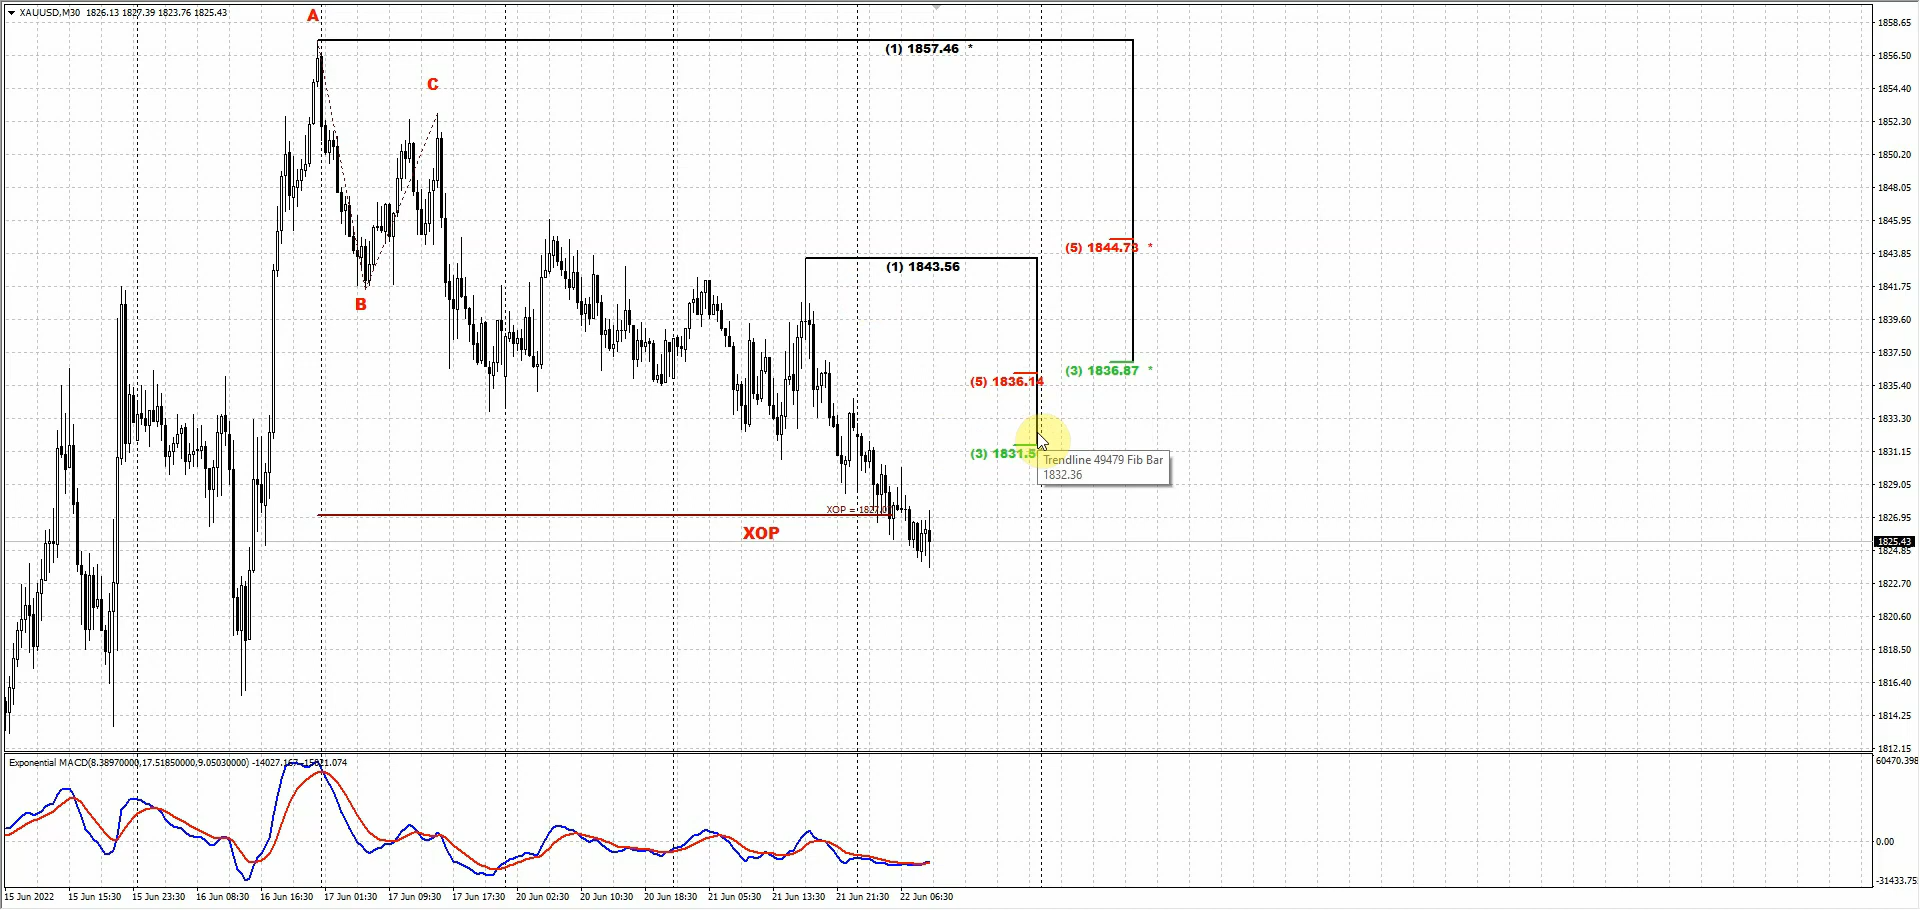 XAUUSD,M30 1826.13 1827.39 1823.76 1825.43
A
(1) 1857.46 *
C
(5) 1844.73 *
(1) 1843.56
B
(3) 1836.87 *
(5) 1836.14
(3) 1831.5
Trendline 49479 Fib Bar
1832.36
XOP = 1827.0
XOP
1858.65
1856.50
1854.40
1852.30
1850.20
1848.05
1845.95
1843.85
1841.75
1839.60
1837.50
1835.40
1833.30
1831.15
1829.05
1826.95
1825.43
1824.85
1822.70
1820.60
1818.50
1816.40
1814.25
1812.15
Exponential MACD(8.38970000,17.51850000,9.05030000) -14027.167 -15021.074
60470.398
0.00
-31433.75
15 Jun 2022
15 Jun 15:30
15 Jun 23:30
16 Jun 08:30
16 Jun 16:30
17 Jun 01:30
17 Jun 09:30
17 Jun 17:30
20 Jun 02:30
20 Jun 10:30
20 Jun 18:30
21 Jun 05:30
21 Jun 13:30
21 Jun 21:30
22 Jun 06:30